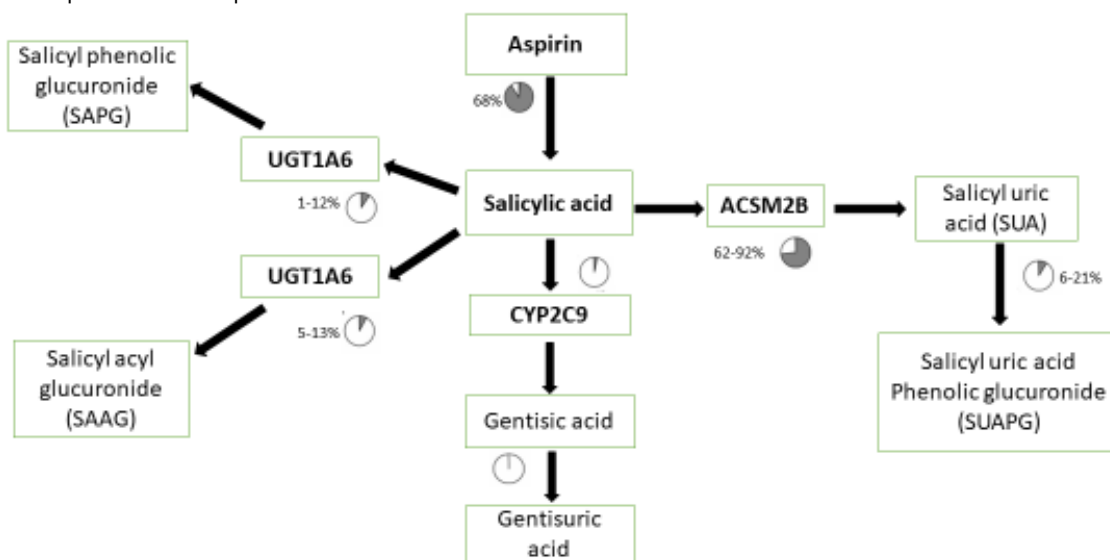 Aspirin
Salicyl phenolic
glucuronide
(SAPG)
68%
UGT1A6
1-12%
Salicylic acid
ACSM2B
62-92%
Salicyl uric
acid (SUA)
6-21%
UGT1A6
5-13%
CYP2C9
Salicyl acyl
glucuronide
(SAAG)
Gentisic acid
Salicyl uric acid
Phenolic glucuronide
(SUAPG)
Gentisuric
acid